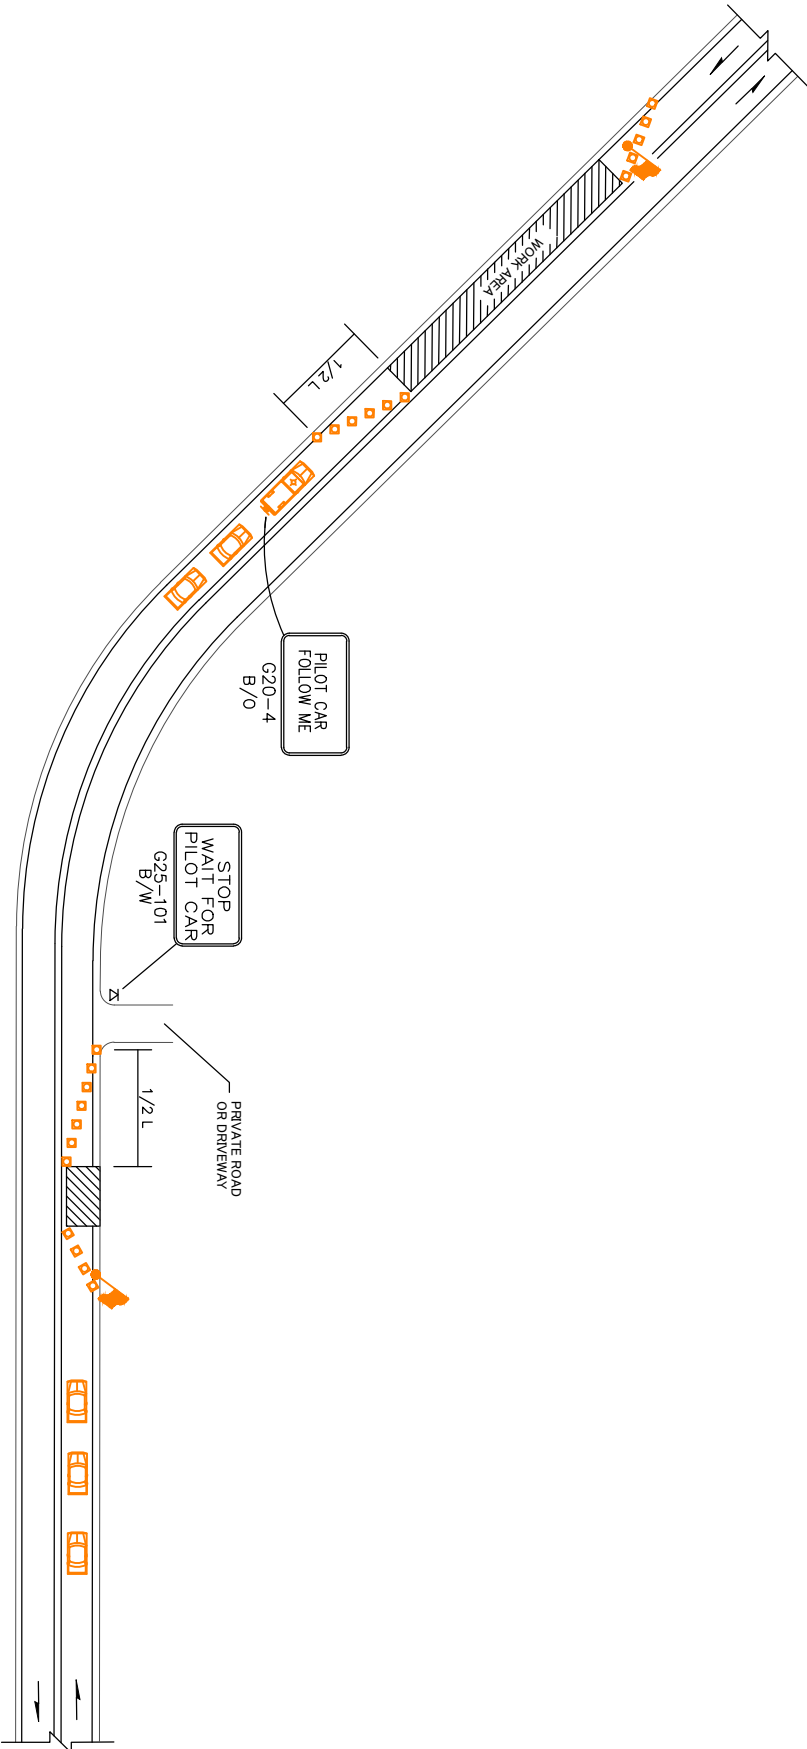 WORK AREA
1/2 L
PILOT CAR
FOLLOW ME
G20-4
B/O
STOP
WAIT FOR
PILOT CAR
G25-101
B/W
1/2 L
PRIVATE ROAD
OR DRIVEWAY